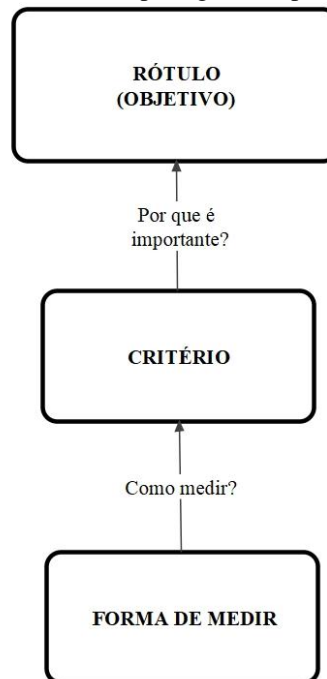 RÓTULO
(OBJETIVO)
Por que é
importante?
CRITÉRIO
Como medir?
FORMA DE MEDIR